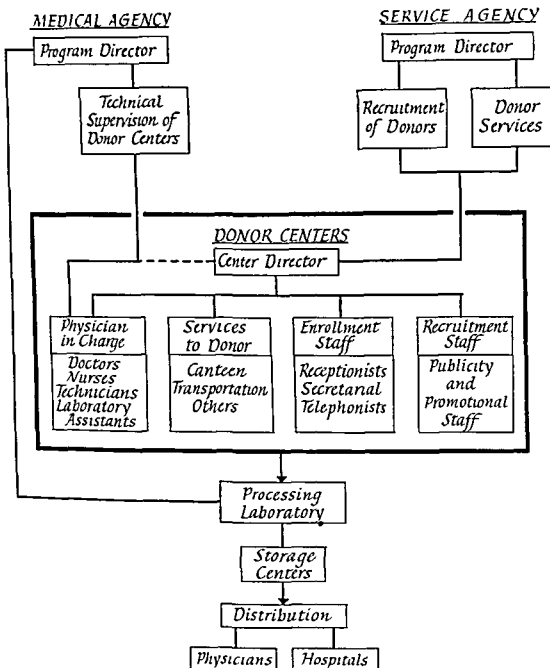 MEDICAL AGENCY
Program Director
Technical
Supervision of
Donor Centers
SERVICE AGENCY
Program Director
Recruitment
of Donors
Donor
Services
DONOR CENTERS
Center Director
Physician
in Charge
Doctors
Nurses
Technicians
Laboratory
Assistants
Services
to Donor
Canteen
Transportation
Others
Enrollment
Staff
Receptionists
Secretarial
Telephonists
Recruitment
Staff
Publicity
and
Promotional
Staff
Processing
Laboratory
Storage
Centers
Distribution
Physicians
Hospitals